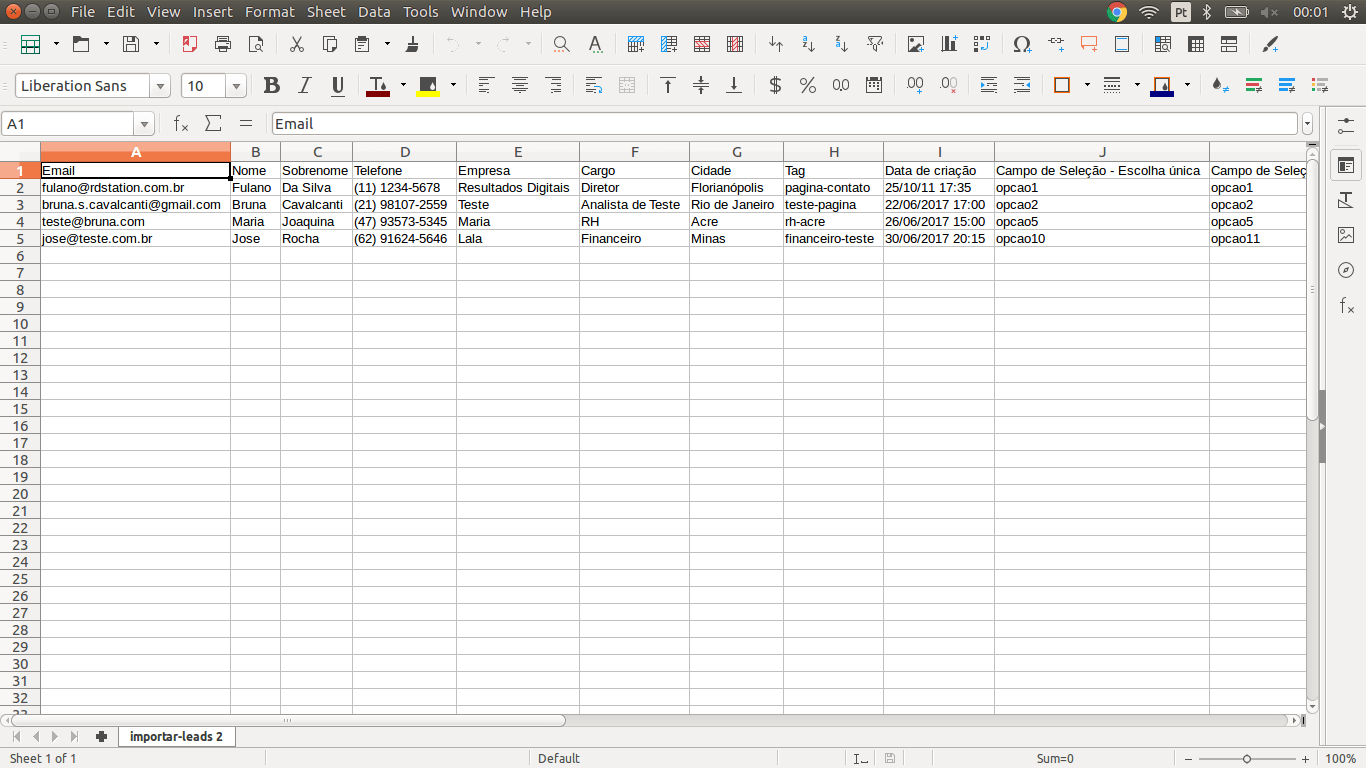 File Edit View Insert Format Sheet Data Tools Window Help Pt 00:01
Liberation Sans 10
A1 Email
A B C D E F G H I J
1 Email Nome Sobrenome Telefone Empresa Cargo Cidade Tag Data de criação Campo de Seleção - Escolha única Campo de Seleç
2 fulano@rdstation.com.br Fulano Da Silva (11) 1234-5678 Resultados Digitais Diretor Florianópolis pagina-contato 25/10/11 17:35 opcao1 opcao1
3 bruna.s.cavalcanti@gmail.com Bruna Cavalcanti (21) 98107-2559 Teste Analista de Teste Rio de Janeiro teste-pagina 22/06/2017 17:00 opcao2 opcao2
4 teste@bruna.com Maria Joaquina (47) 93573-5345 Maria RH Acre rh-acre 26/06/2017 15:00 opcao5 opcao5
5 jose@teste.com.br Jose Rocha (62) 91624-5646 Lala Financeiro Minas financeiro-teste 30/06/2017 20:15 opcao10 opcao11
6
7
8
9
10
11
12
13
14
15
16
17
18
19
20
21
22
23
24
25
26
27
28
29
30
31
32
importar-leads 2
Sheet 1 of 1 Default Sum=0 100%